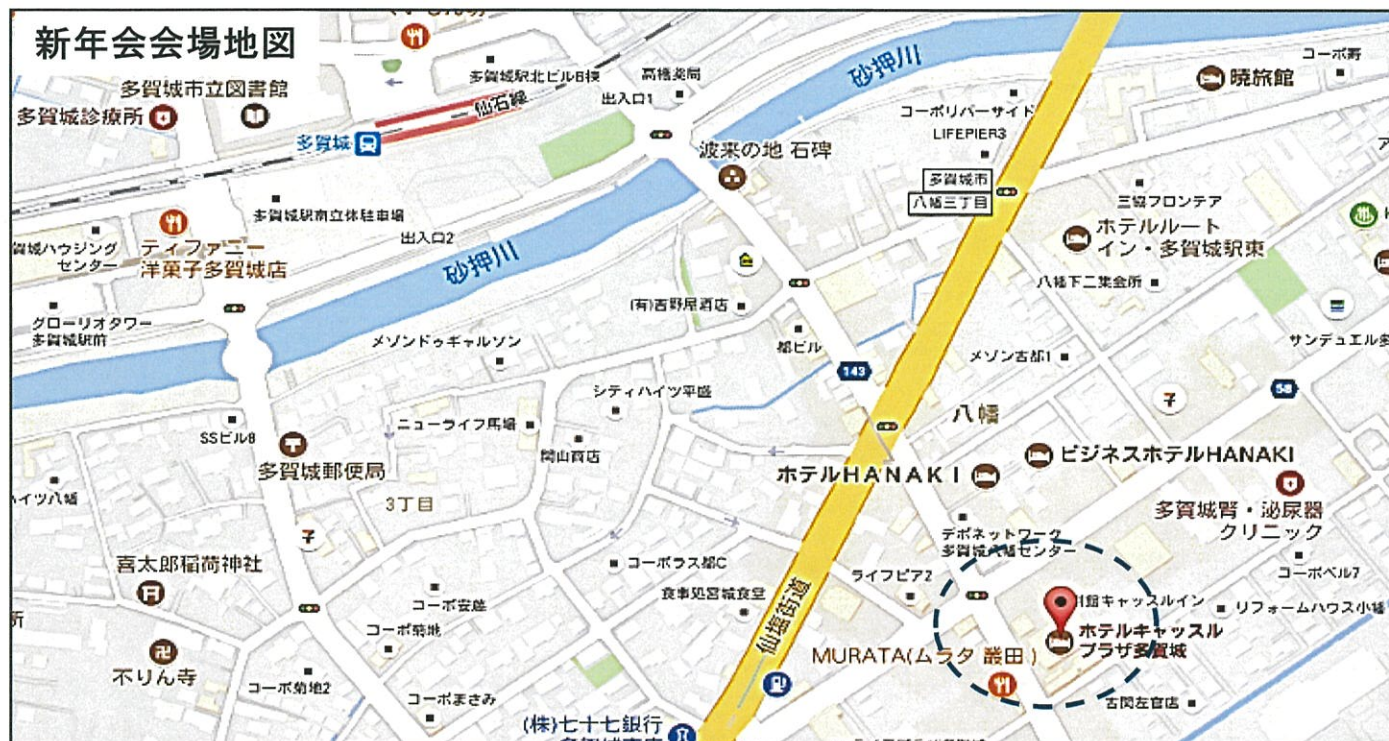 新年会会場地図
多賀城駅北ビルB棟
高橋薬局
コーポ寿
多賀城市立図書館
出入口1
砂押川
暁旅館
多賀城診療所
仙石線
コーポリバーサイド
LIFEPIER3
多賀城
波来の地 石碑
多賀城市
八幡三丁目
三協フロンテア
多賀城駅南立体駐車場
ホテルルート
イン・多賀城駅東
賀城ハウジング
センター
ティファニー
洋菓子多賀城店
出入口2
砂押川
八幡下二集会所
(有)吉野屋酒店
グローリオタワー
多賀城駅前
都ビル
サンデュエル多
メゾンドゥギャルソン
メゾン古都1
143
58
シティハイツ平盛
八幡
SSビル8
ニューライフ馬場
岡山商店
多賀城郵便局
ホテルHANAKI
ビジネスホテルHANAKI
ハイツ八幡
3丁目
多賀城腎・泌尿器
クリニック
デポネットワーク
多賀城八幡センター
喜太郎稲荷神社
コーポラス都C
ライフピア2
コーポベル7
コーポ安藤
食事処宮城食堂
仙塩街道
別館キャッスルイン
リフォームハウス小幡
所
コーポ菊地
ホテルキャッスル
プラザ多賀城
MURATA(ムラタ 叢田)
不りん寺
コーポ菊地2
コーポまさみ
古関左官店
(株)七十七銀行